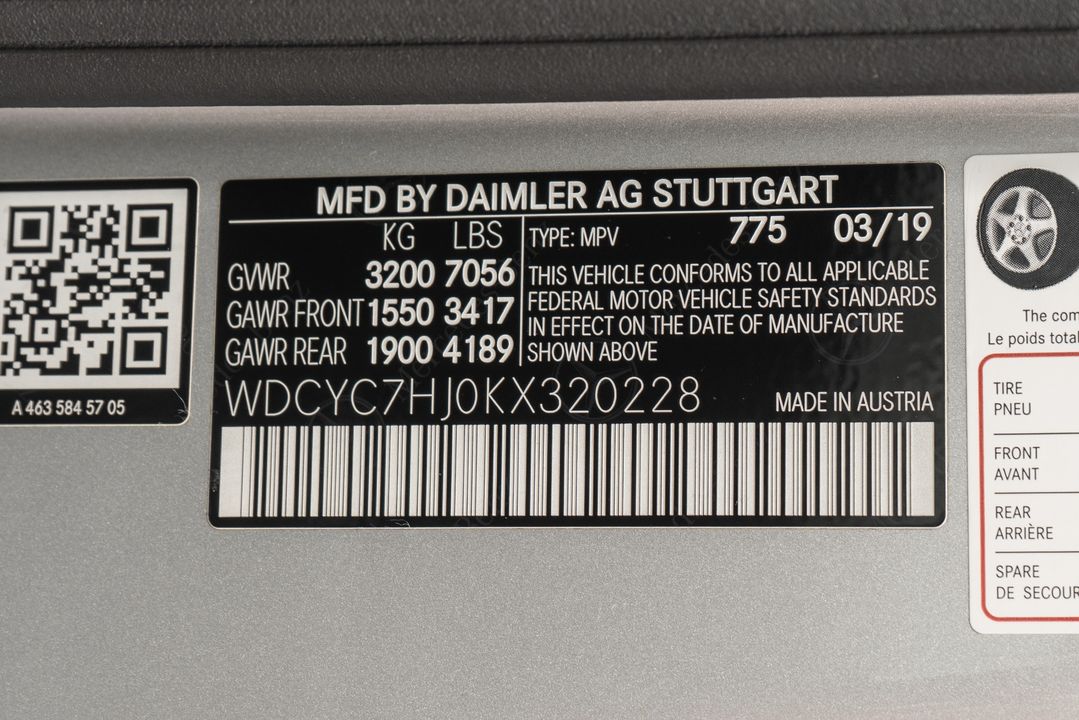 MFD BY DAIMLER AG STUTTGART
KG LBS
TYPE: MPV 775 03/19
GVWR 3200 7056
GAWR FRONT 1550 3417
GAWR REAR 1900 4189
THIS VEHICLE CONFORMS TO ALL APPLICABLE
FEDERAL MOTOR VEHICLE SAFETY STANDARDS
IN EFFECT ON THE DATE OF MANUFACTURE
SHOWN ABOVE
WDCYC7HJ0KX320228
MADE IN AUSTRIA
A 463 584 57 05
The com
Le poids total
TIRE
PNEU
FRONT
AVANT
REAR
ARRIÈRE
SPARE
DE SECOUR